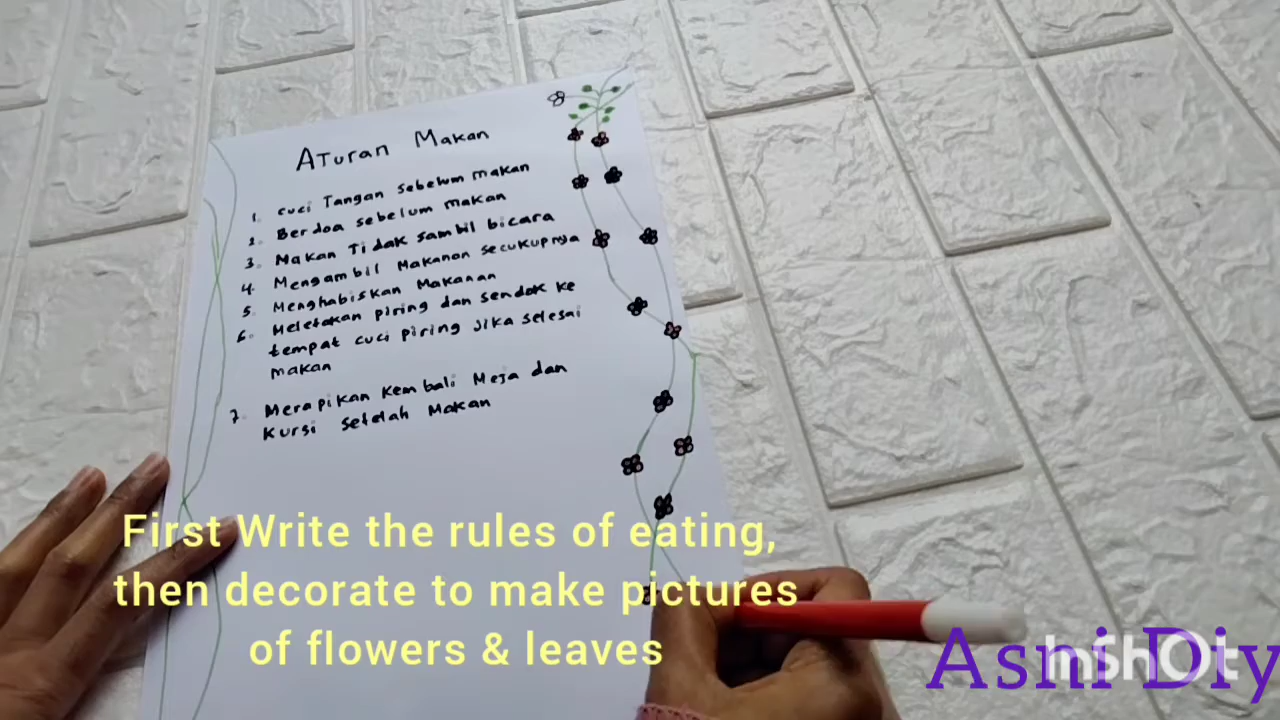 ATuran Makan
1. cuci Tangan sebelum makan
2. Berdoa sebelum makan
3. Makan Tidak sambil bicara
4. Mengambil Makanan secukupnya
5. Menghabiskan Makanan
6. Meletakan piring dan sendok ke
tempat cuci piring Jika selesai
makan
7. Merapikan Kembali Meja dan
Kursi setelah Makan
First Write the rules of eating,
then decorate to make pictures
of flowers & leaves
Asni Diy
InShOt